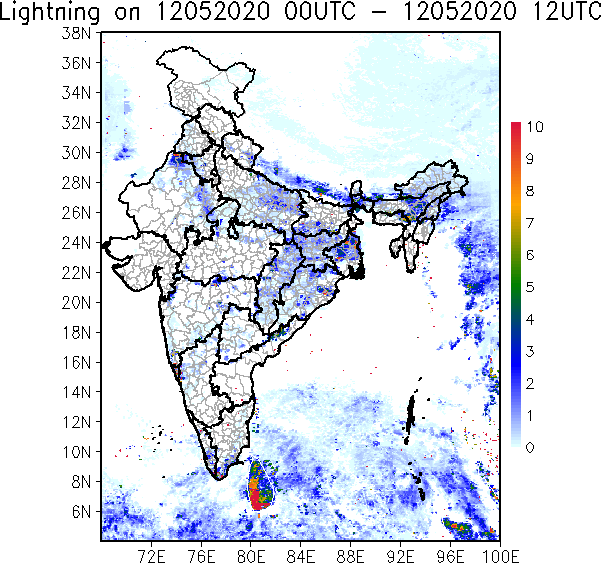 Lightning on 12052020 00UTC – 12052020 12UTC
38N
36N
34N
32N
30N
28N
26N
24N
22N
20N
18N
16N
14N
12N
10N
8N
6N
72E 76E 80E 84E 88E 92E 96E 100E
10
9
8
7
6
5
4
3
2
1
0